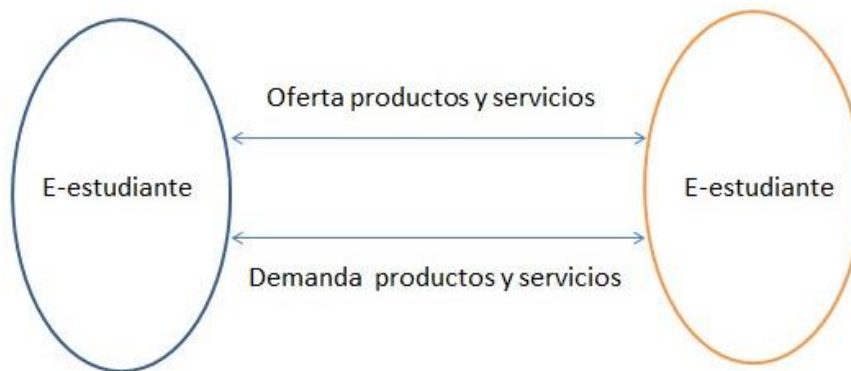 Oferta productos y servicios
E-estudiante
E-estudiante
Demanda productos y servicios